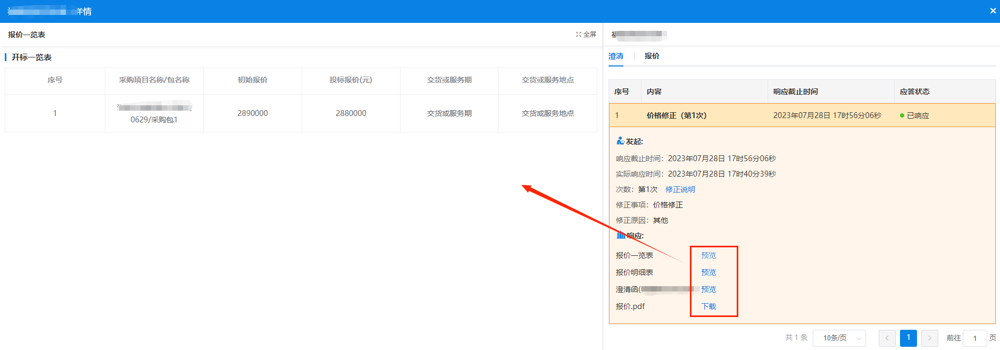 详情
报价一览表
全屏
开标一览表
序号 采购项目名称/包名称 初始报价 投标报价(元) 交货或服务期 交货或服务地点
1 0629/采购包1 2890000 2880000 交货或服务期 交货或服务地点
福
澄清 报价
序号 内容 响应截止时间 应答状态
1 价格修正（第1次） 2023年07月28日 17时56分06秒 已响应
发起:
响应截止时间：2023年07月28日 17时56分06秒
实际响应时间：2023年07月28日 17时40分39秒
次数：第1次 修正说明
修正事项：价格修正
修正原因：其他
响应:
报价一览表 预览
报价明细表 预览
澄清函( 预览
报价.pdf 下载
共 1 条 10条/页 < 1 > 前往 1 页